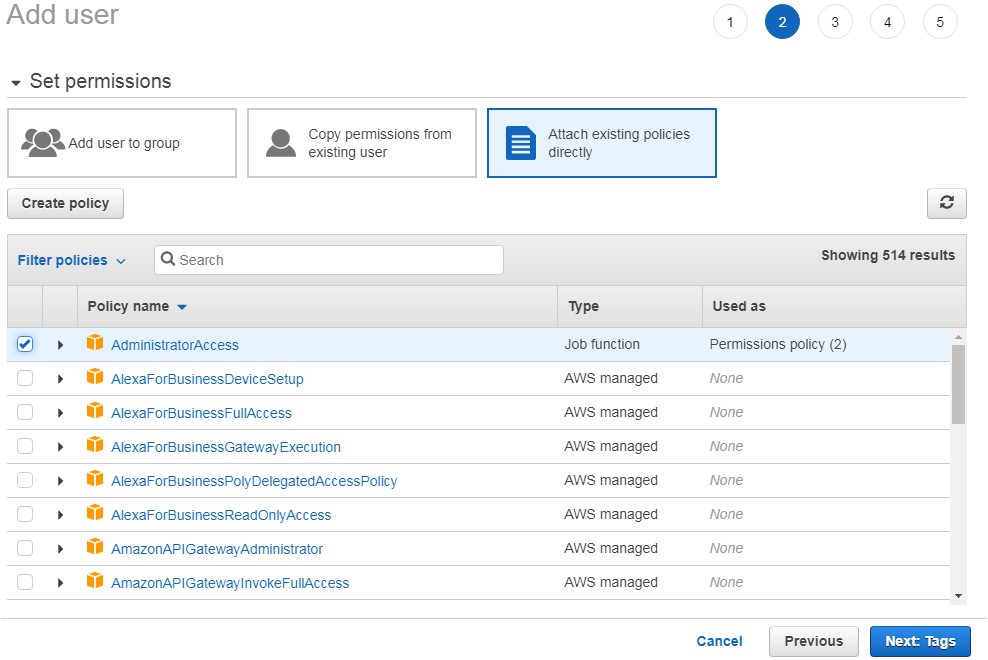 Add user
1 2 3 4 5
Set permissions
Add user to group
Copy permissions from
existing user
Attach existing policies
directly
Create policy
Filter policies Search Showing 514 results
Policy name Type Used as
AdministratorAccess Job function Permissions policy (2)
AlexaForBusinessDeviceSetup AWS managed None
AlexaForBusinessFullAccess AWS managed None
AlexaForBusinessGatewayExecution AWS managed None
AlexaForBusinessPolyDelegatedAccessPolicy AWS managed None
AlexaForBusinessReadOnlyAccess AWS managed None
AmazonAPIGatewayAdministrator AWS managed None
AmazonAPIGatewayInvokeFullAccess AWS managed None
Cancel Previous Next: Tags